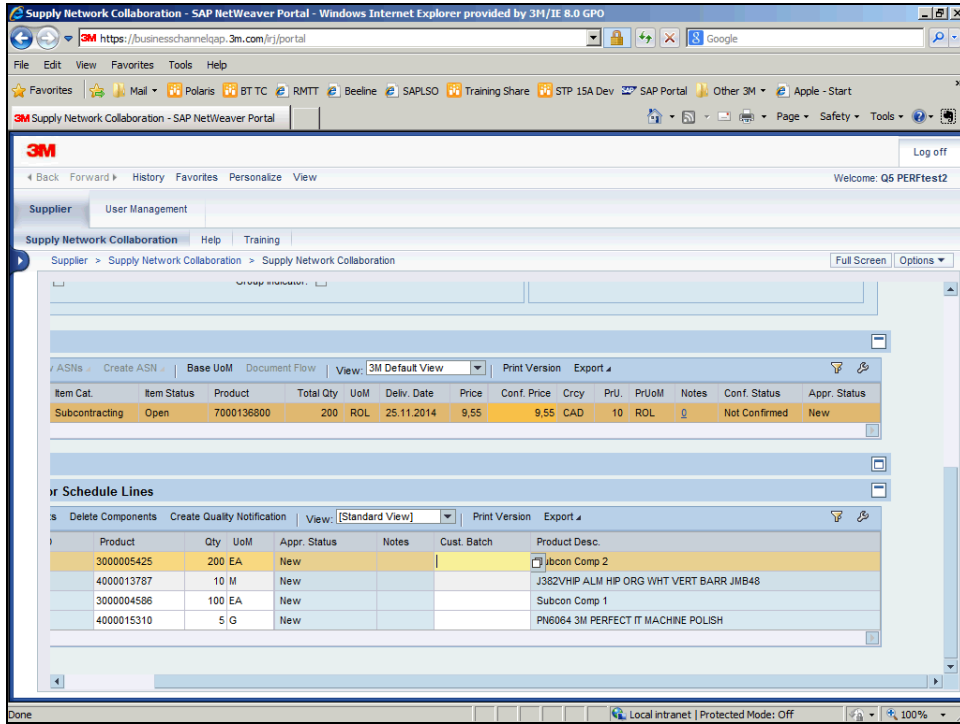 Supply Network Collaboration - SAP NetWeaver Portal - Windows Internet Explorer provided by 3M/IE 8.0 GPO
3M https://businesschannelqap.3m.com/irj/portal Google
File Edit View Favorites Tools Help
Favorites Mail Polaris BT TC RMTT Beeline SAPLSO Training Share STP 15A Dev SAP Portal Other 3M Apple - Start
3M Supply Network Collaboration - SAP NetWeaver Portal Page Safety Tools
3M Log off
Back Forward History Favorites Personalize View Welcome: Q5 PERFtest2
Supplier User Management
Supply Network Collaboration Help Training
Supplier > Supply Network Collaboration > Supply Network Collaboration Full Screen Options
Group Indicator:
ASNs Create ASN Base UoM Document Flow View: 3M Default View Print Version Export
Item Cat. Item Status Product Total Qty UoM Deliv. Date Price Conf. Price Crcy PrU. PrUoM Notes Conf. Status Appr. Status
Subcontracting Open 7000136800 200 ROL 25.11.2014 9,55 9,55 CAD 10 ROL 0 Not Confirmed New
or Schedule Lines
Delete Components Create Quality Notification View: [Standard View] Print Version Export
Product Qty UoM Appr. Status Notes Cust. Batch Product Desc.
3000005425 200 EA New ubcon Comp 2
4000013787 10 M New J382VHIP ALM HIP ORG WHT VERT BARR JMB48
3000004586 100 EA New Subcon Comp 1
4000015310 5 G New PN6064 3M PERFECT IT MACHINE POLISH
Done Local intranet | Protected Mode: Off 100%